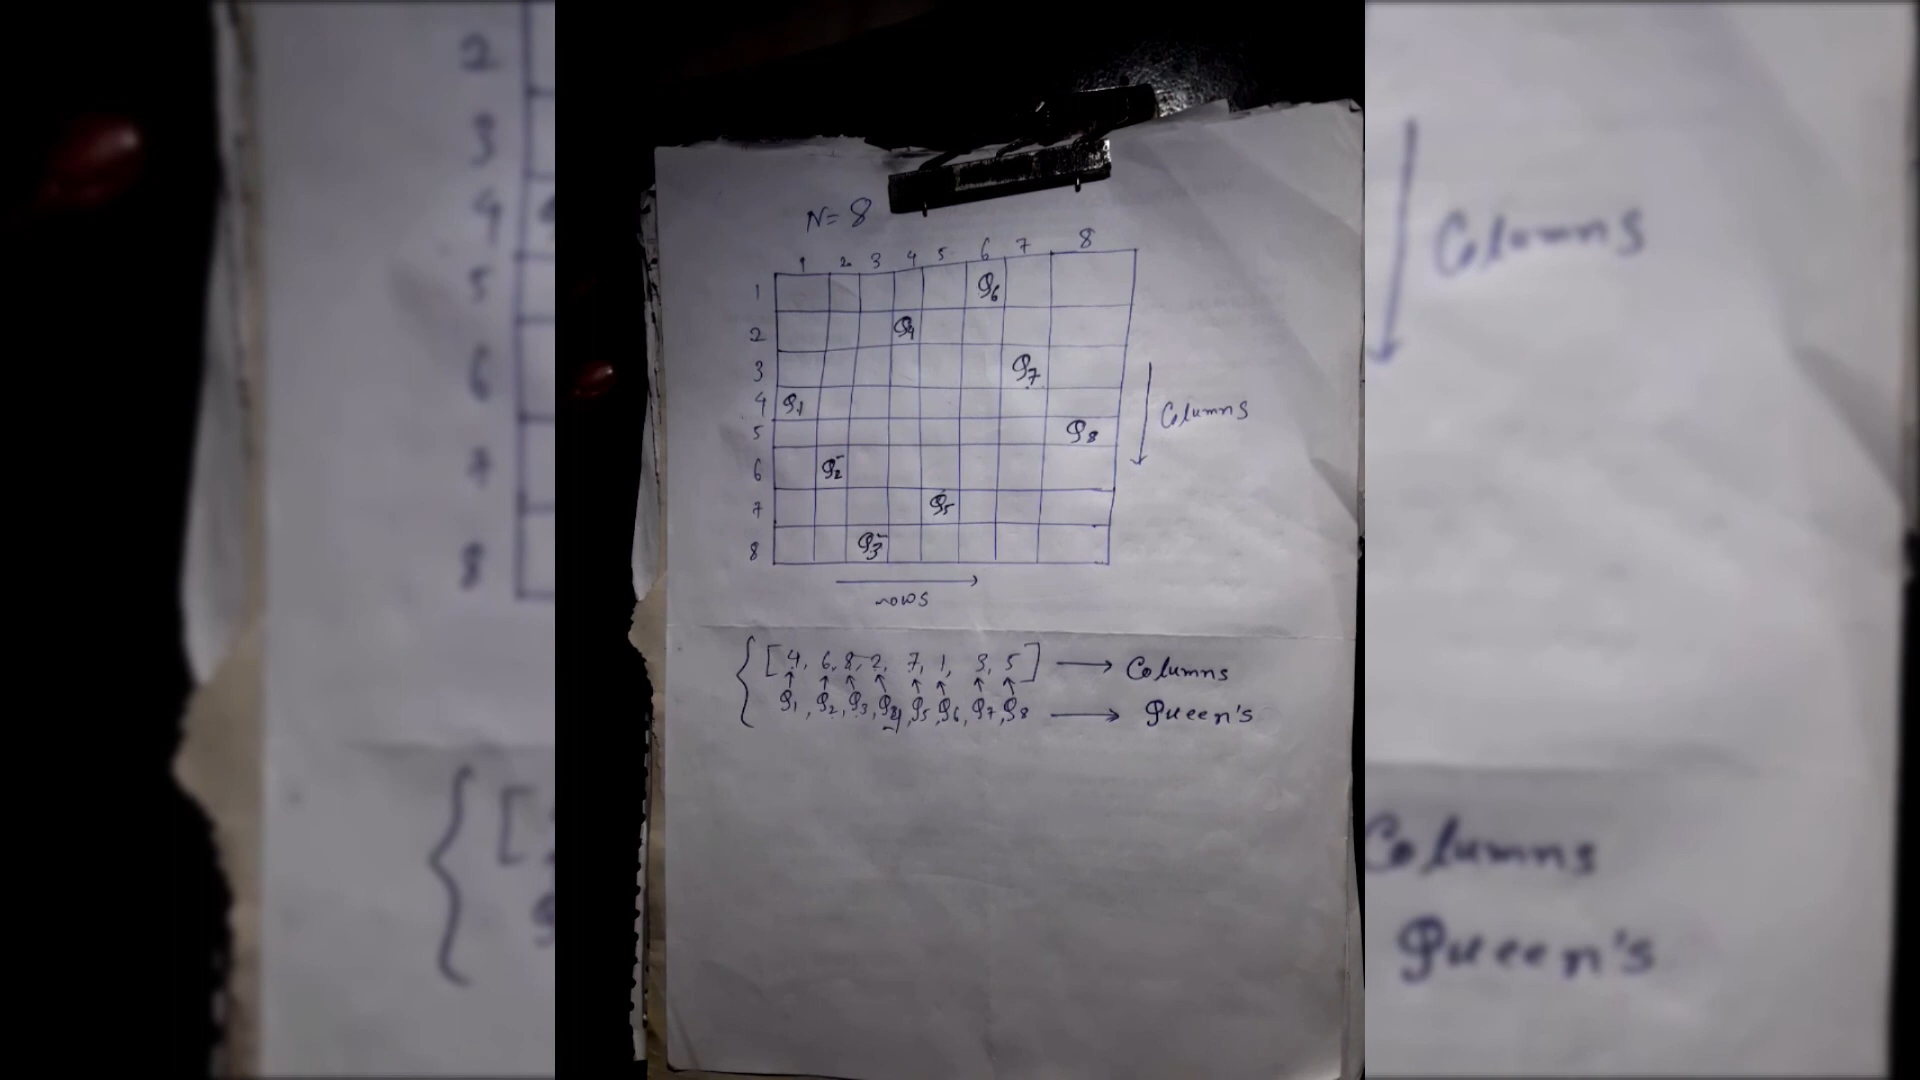 N= 8
1 2 3 4 5 6 7 8
1 Q6
2 Q4
3 Q7
4 Q1
5 Q8
6 Q2
7 Q5
8 Q3
Columns
rows
[4, 6, 8, 2, 7, 1, 3, 5] → Columns
Q1, Q2, Q3, Q4, Q5, Q6, Q7, Q8 → Queen's